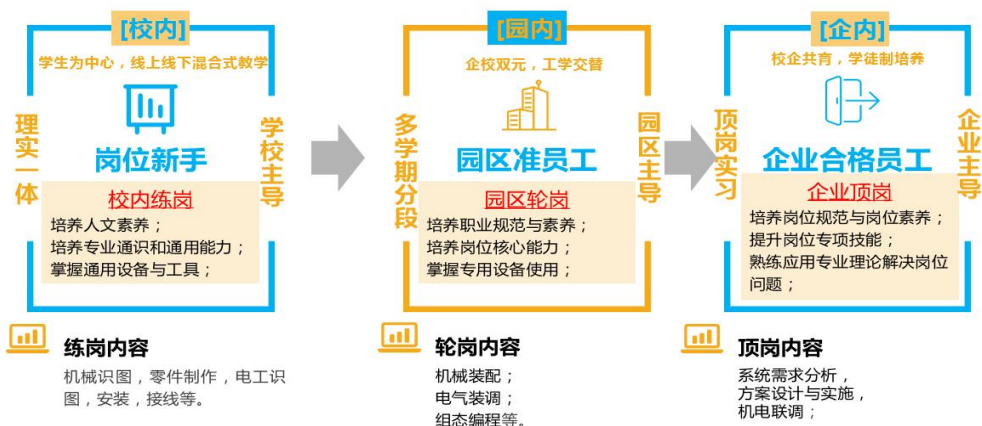 [校内]
学生为中心，线上线下混合式教学
理实一体
学校主导
岗位新手
校内练岗
培养人文素养；
培养专业通识和通用能力；
掌握通用设备与工具；
练岗内容
机械识图，零件制作，电工识
图，安装，接线等。
[园内]
企校双元，工学交替
多学期分段
园区主导
园区准员工
园区轮岗
培养职业规范与素养；
培养岗位核心能力；
掌握专用设备使用；
轮岗内容
机械装配；
电气装调；
组态编程等。
[企内]
校企共育，学徒制培养
顶岗实习
企业主导
企业合格员工
企业顶岗
培养岗位规范与岗位素养；
提升岗位专项技能；
熟练应用专业理论解决岗位
问题；
顶岗内容
系统需求分析，
方案设计与实施，
机电联调；